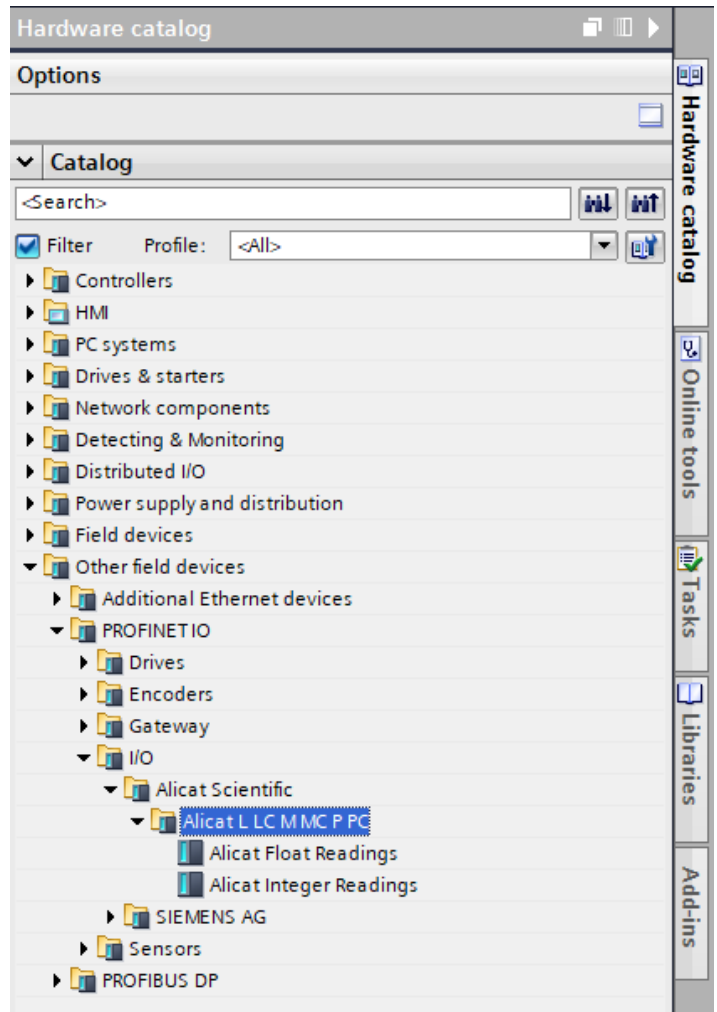 Hardware catalog
Options
Catalog
<Search>
Filter Profile: <All>
Controllers
HMI
PC systems
Drives & starters
Network components
Detecting & Monitoring
Distributed I/O
Power supply and distribution
Field devices
Other field devices
Additional Ethernet devices
PROFINET IO
Drives
Encoders
Gateway
I/O
Alicat Scientific
Alicat L LC M MC P PC
Alicat Float Readings
Alicat Integer Readings
SIEMENS AG
Sensors
PROFIBUS DP
Hardware catalog
Online tools
Tasks
Libraries
Add-ins